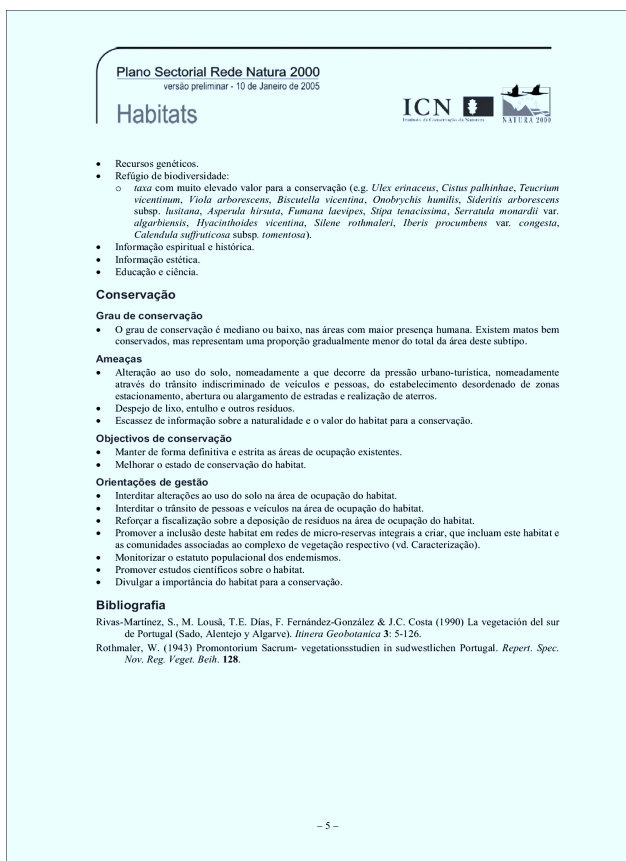 Plano Sectorial Rede Natura 2000
versão preliminar - 10 de Janeiro de 2005
Habitats
ICN
Instituto de Conservação da Natureza
NATURA 2000
• Recursos genéticos.
• Refúgio de biodiversidade:
o taxa com muito elevado valor para a conservação (e.g. Ulex erinaceus, Cistus palhinhae, Teucrium
vicentinum, Viola arborescens, Biscutella vicentina, Onobrychis humilis, Sideritis arborescens
subsp. lusitana, Asperula hirsuta, Fumana laevipes, Stipa tenacissima, Serratula monardii var.
algarbiensis, Hyacinthoides vicentina, Silene rothmaleri, Iberis procumbens var. congesta,
Calendula suffruticosa subsp. tomentosa).
• Informação espiritual e histórica.
• Informação estética.
• Educação e ciência.
Conservação
Grau de conservação
• O grau de conservação é mediano ou baixo, nas áreas com maior presença humana. Existem matos bem
conservados, mas representam uma proporção gradualmente menor do total da área deste subtipo.
Ameaças
• Alteração ao uso do solo, nomeadamente a que decorre da pressão urbano-turística, nomeadamente
através do trânsito indiscriminado de veículos e pessoas, do estabelecimento desordenado de zonas
estacionamento, abertura ou alargamento de estradas e realização de aterros.
• Despejo de lixo, entulho e outros resíduos.
• Escassez de informação sobre a naturalidade e o valor do habitat para a conservação.
Objectivos de conservação
• Manter de forma definitiva e estrita as áreas de ocupação existentes.
• Melhorar o estado de conservação do habitat.
Orientações de gestão
• Interditar alterações ao uso do solo na área de ocupação do habitat.
• Interditar o trânsito de pessoas e veículos na área de ocupação do habitat.
• Reforçar a fiscalização sobre a deposição de resíduos na área de ocupação do habitat.
• Promover a inclusão deste habitat em redes de micro-reservas integrais a criar, que incluam este habitat e
as comunidades associadas ao complexo de vegetação respectivo (vd. Caracterização).
• Monitorizar o estatuto populacional dos endemismos.
• Promover estudos científicos sobre o habitat.
• Divulgar a importância do habitat para a conservação.
Bibliografia
Rivas-Martínez, S., M. Lousã, T.E. Días, F. Fernández-González & J.C. Costa (1990) La vegetación del sur
de Portugal (Sado, Alentejo y Algarve). Itinera Geobotanica 3: 5-126.
Rothmaler, W. (1943) Promontorium Sacrum- vegetationsstudien in sudwestlichen Portugal. Repert. Spec.
Nov. Reg. Veget. Beih. 128.
– 5 –